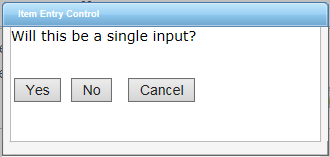 Item Entry Control
Will this be a single input?
Yes No Cancel